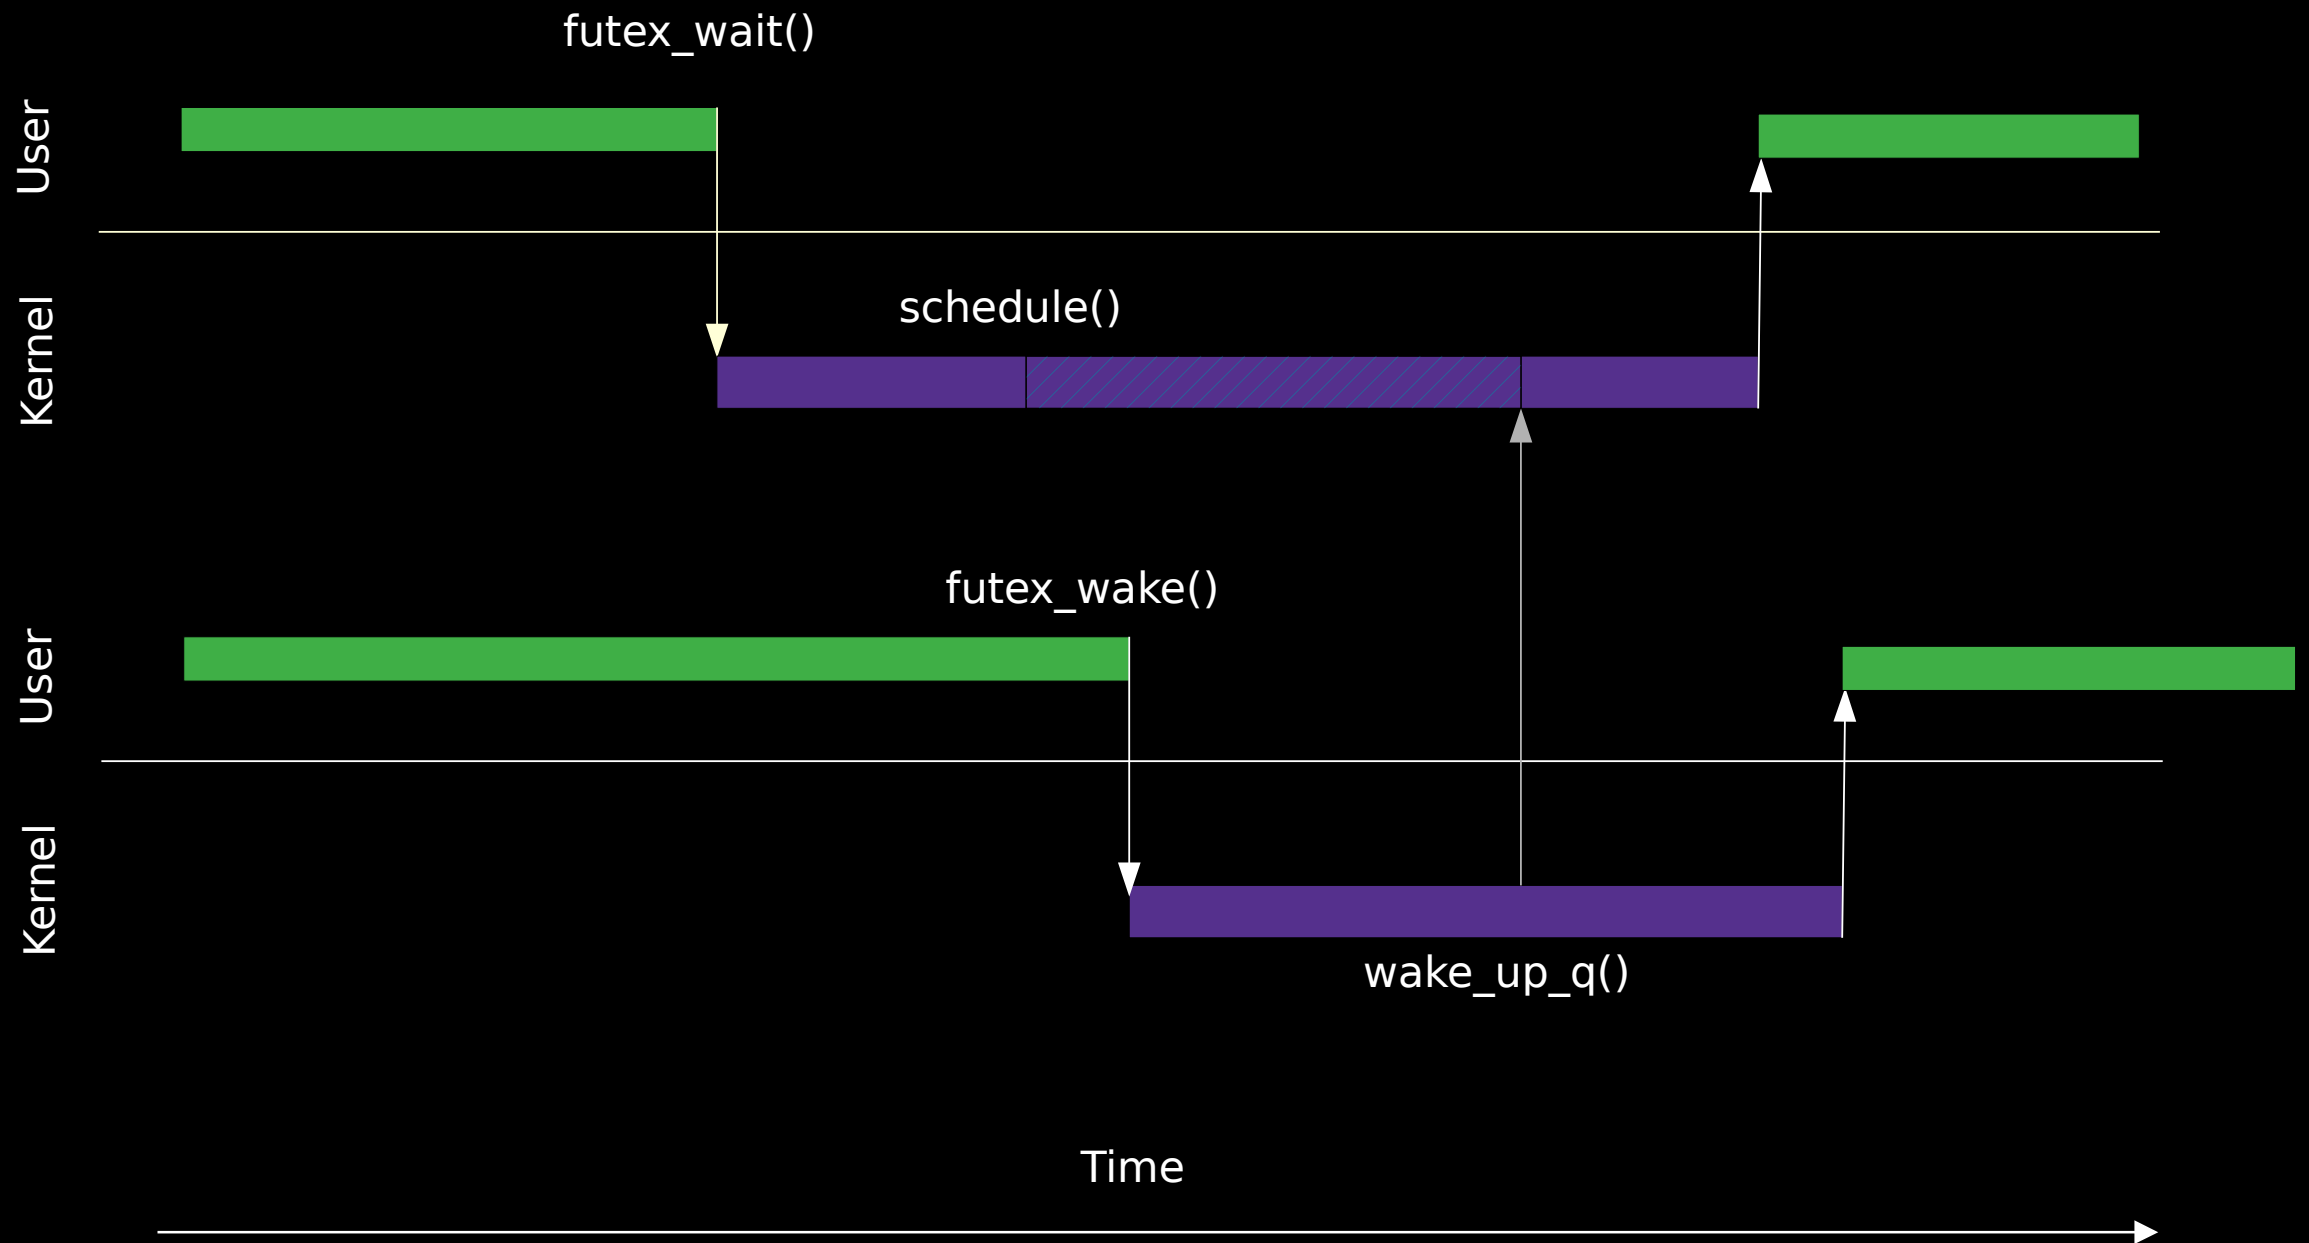 futex_wait()
User
schedule()
Kernel
futex_wake()
User
Kernel
wake_up_q()
Time